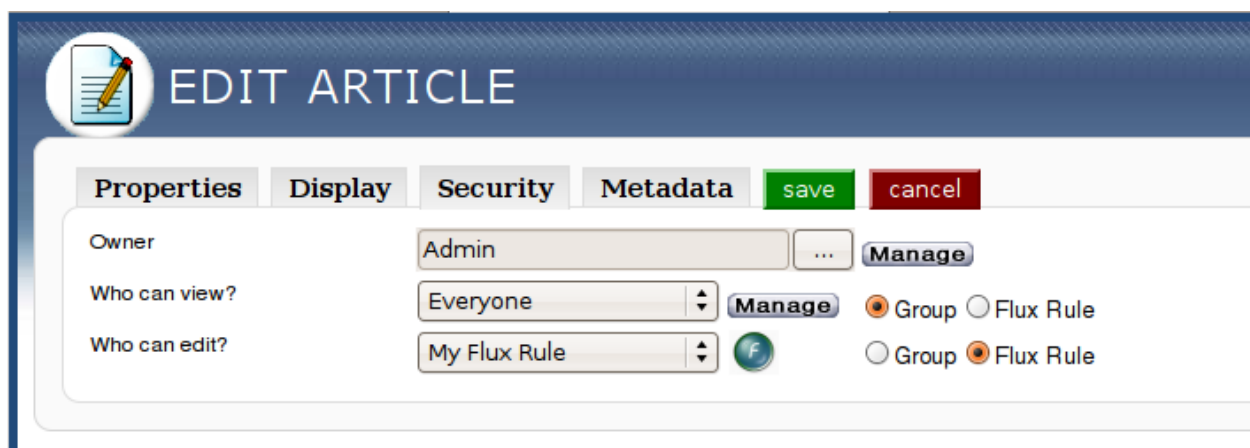 EDIT ARTICLE
Properties Display Security Metadata save cancel
Owner Admin ... Manage
Who can view? Everyone Manage Group Flux Rule
Who can edit? My Flux Rule F Group Flux Rule